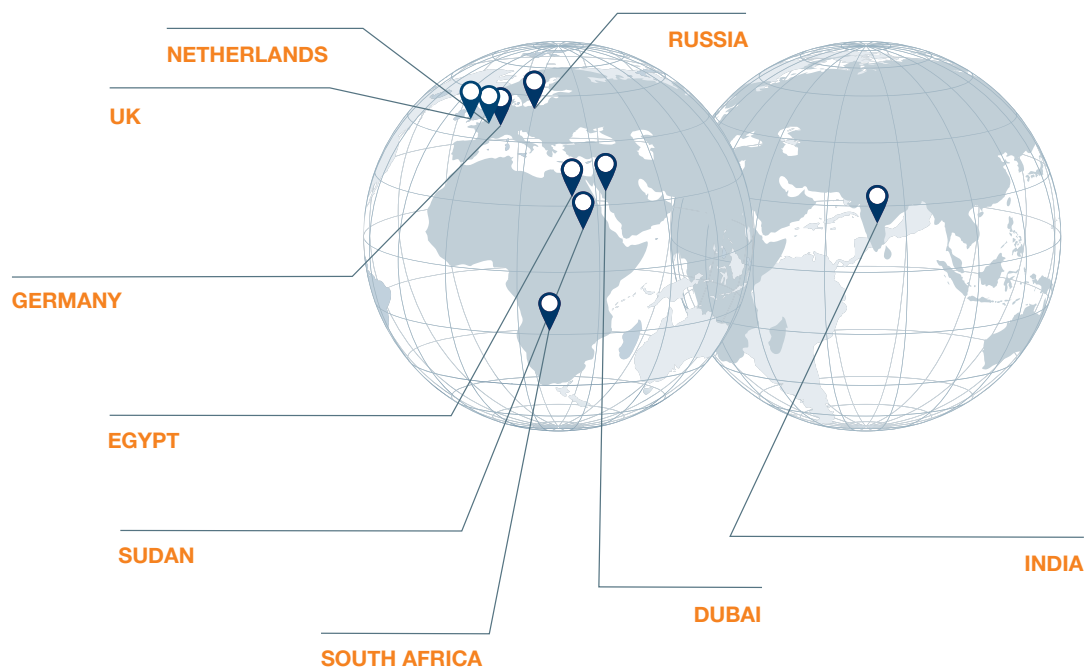 RUSSIA
NETHERLANDS
UK
GERMANY
EGYPT
SUDAN
INDIA
DUBAI
SOUTH AFRICA